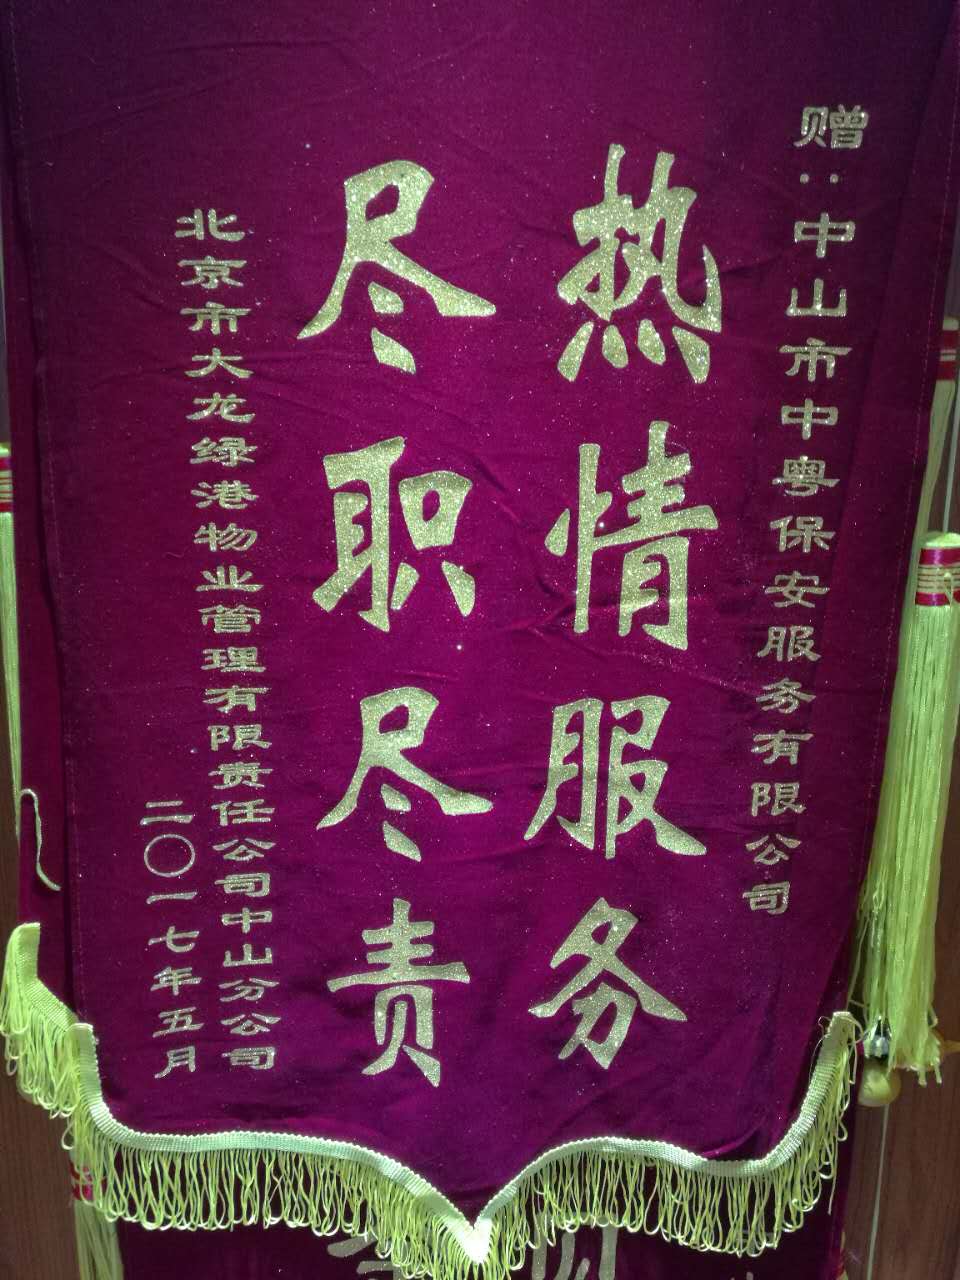 赠：中山市中粤保安服务有限公司
热情服务
尽职尽责
北京市大龙绿港物业管理有限责任公司中山分公司
二〇一七年五月